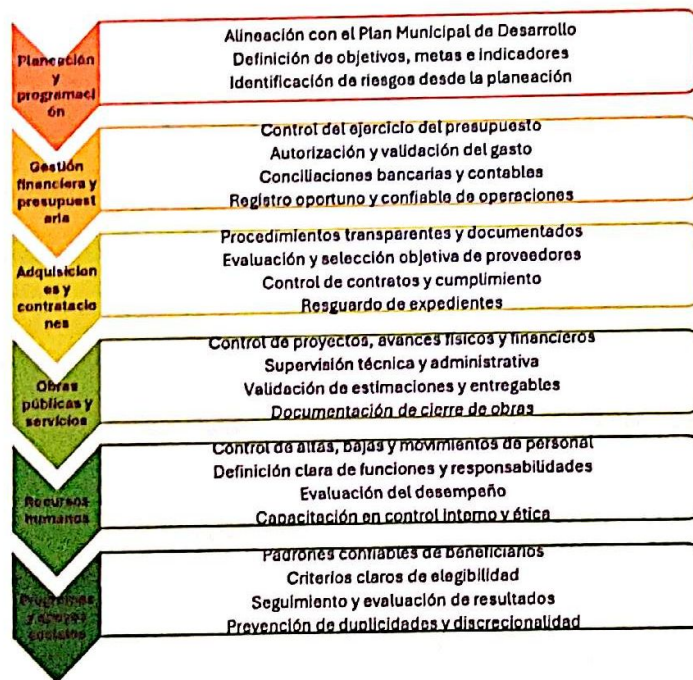 Planeación
y
programaci
ón
Alineación con el Plan Municipal de Desarrollo
Definición de objetivos, metas e indicadores
Identificación de riesgos desde la planeación
Gestión
financiera y
presupuest
aria
Control del ejercicio del presupuesto
Autorización y validación del gasto
Conciliaciones bancarias y contables
Registro oportuno y confiable de operaciones
Adquisicion
es y
contratacio
nes
Procedimientos transparentes y documentados
Evaluación y selección objetiva de proveedores
Control de contratos y cumplimiento
Resguardo de expedientes
Obras
públicas y
servicios
Control de proyectos, avances físicos y financieros
Supervisión técnica y administrativa
Validación de estimaciones y entregables
Documentación de cierre de obras
Recursos
humanos
Control de altas, bajas y movimientos de personal
Definición clara de funciones y responsabilidades
Evaluación del desempeño
Capacitación en control interno y ética
Programas
y apoyos
sociales
Padrones confiables de beneficiarios
Criterios claros de elegibilidad
Seguimiento y evaluación de resultados
Prevención de duplicidades y discrecionalidad